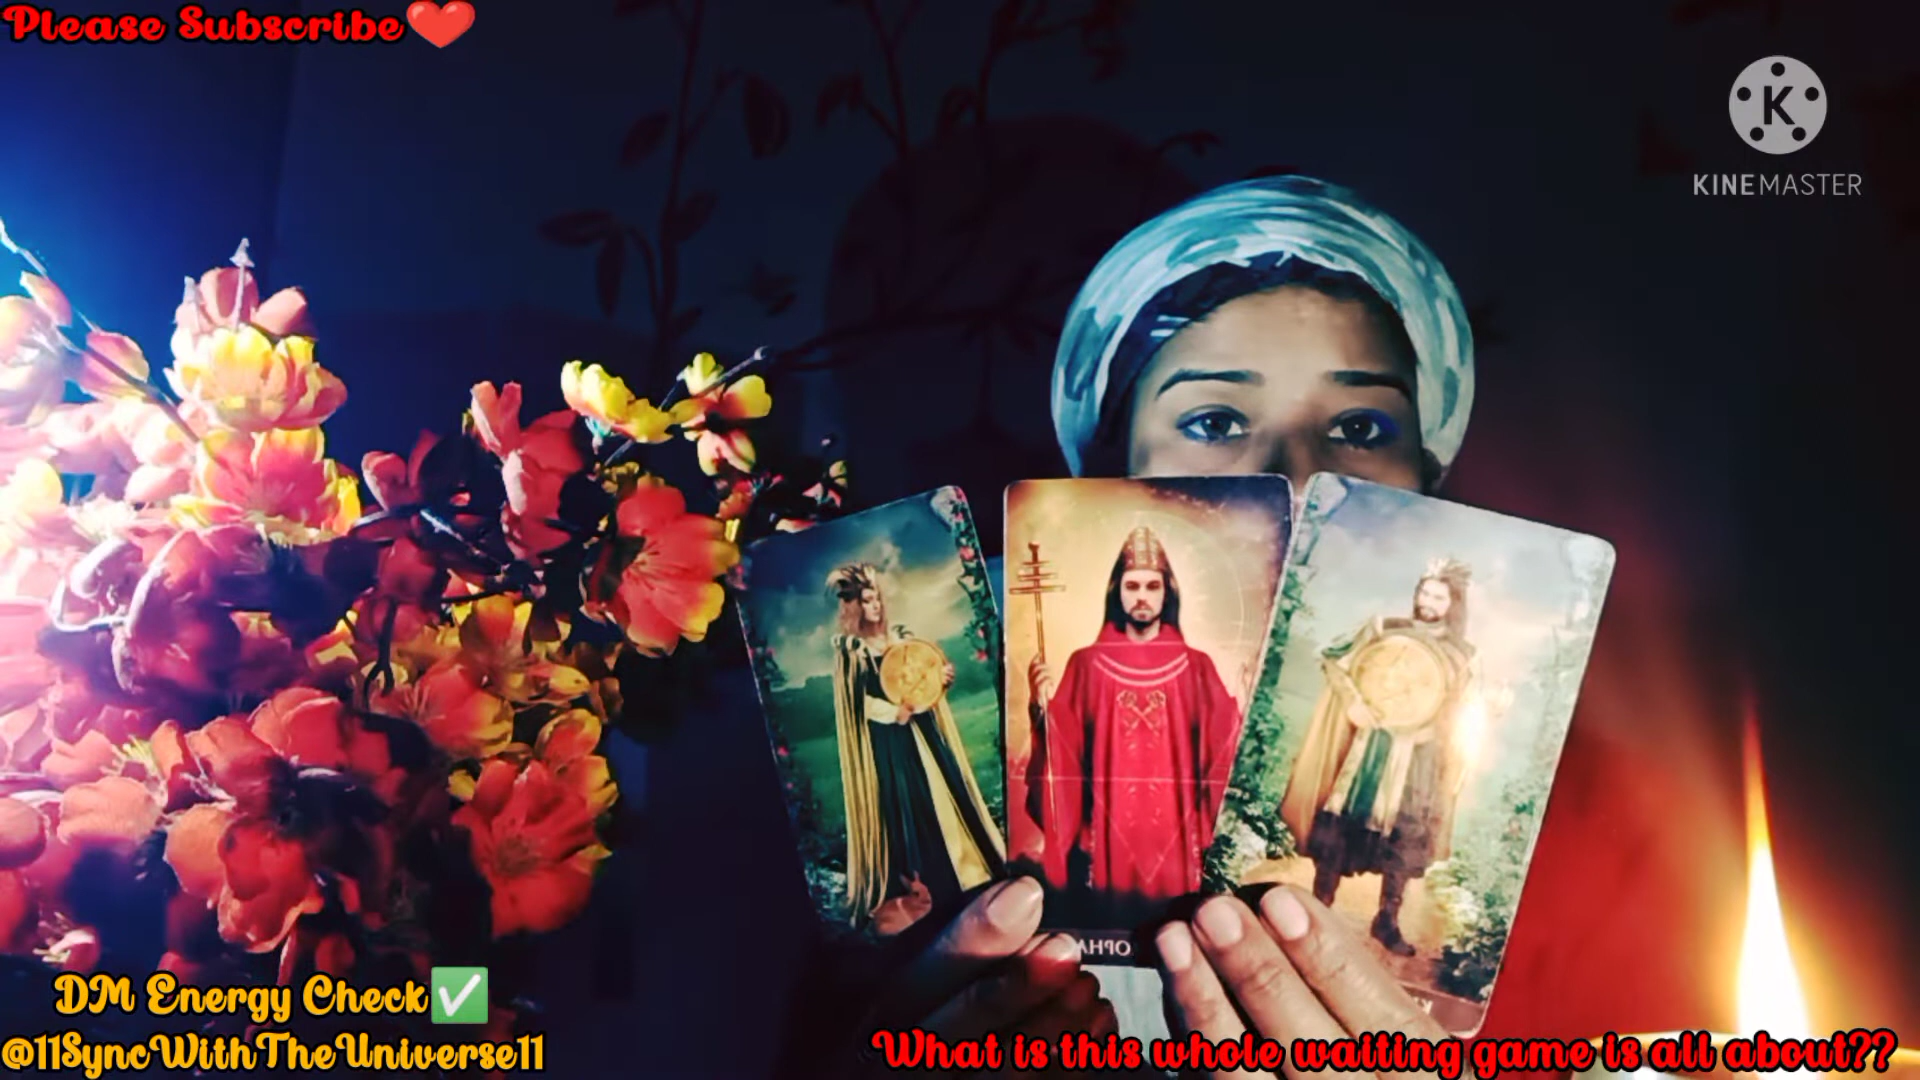 Please Subscribe❤️
KINEMASTER
DM Energy Check✅
@11SyncWithTheUniverse11
What is this whole waiting game is all about??